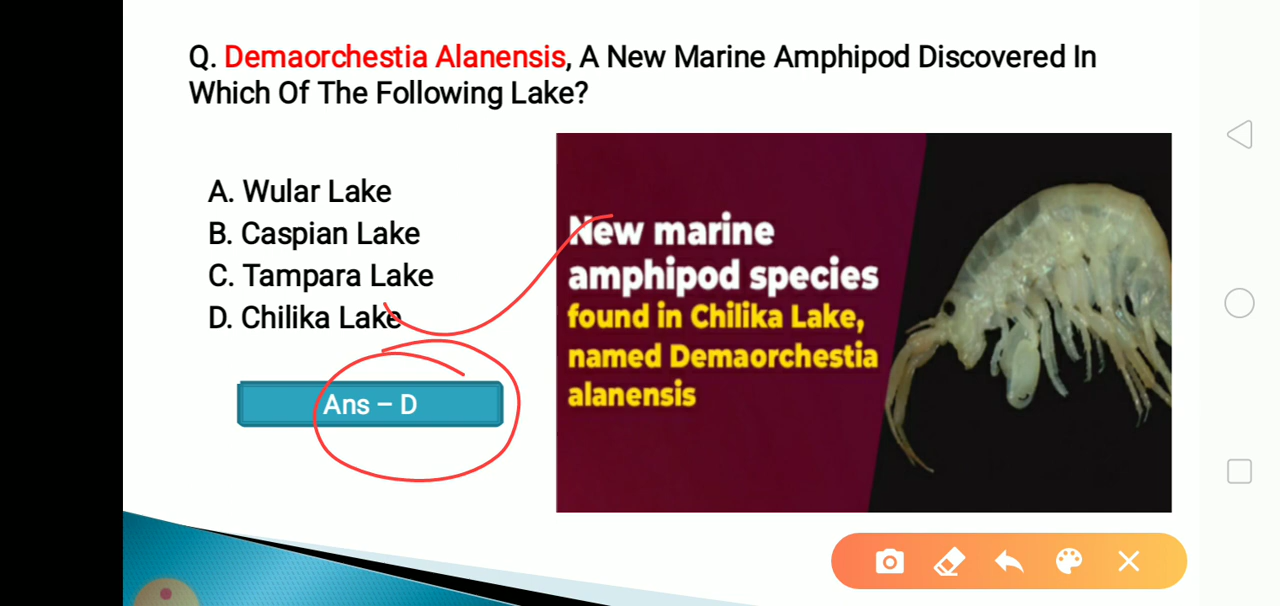 Q. Demaorchestia Alanensis, A New Marine Amphipod Discovered In
Which Of The Following Lake?
A. Wular Lake
B. Caspian Lake
C. Tampara Lake
D. Chilika Lake
Ans – D
New marine
amphipod species
found in Chilika Lake,
named Demaorchestia
alanensis